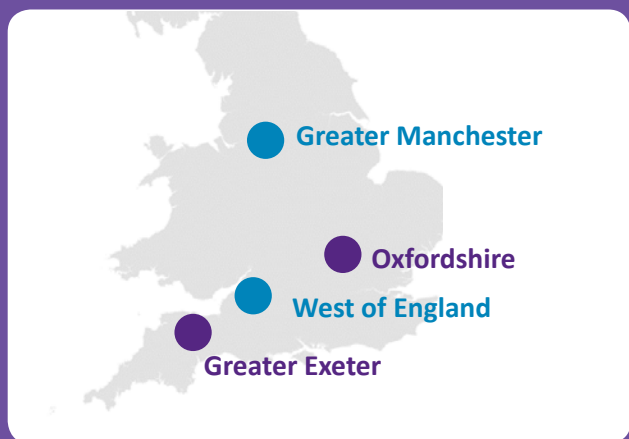 Greater Manchester
Oxfordshire
West of England
Greater Exeter